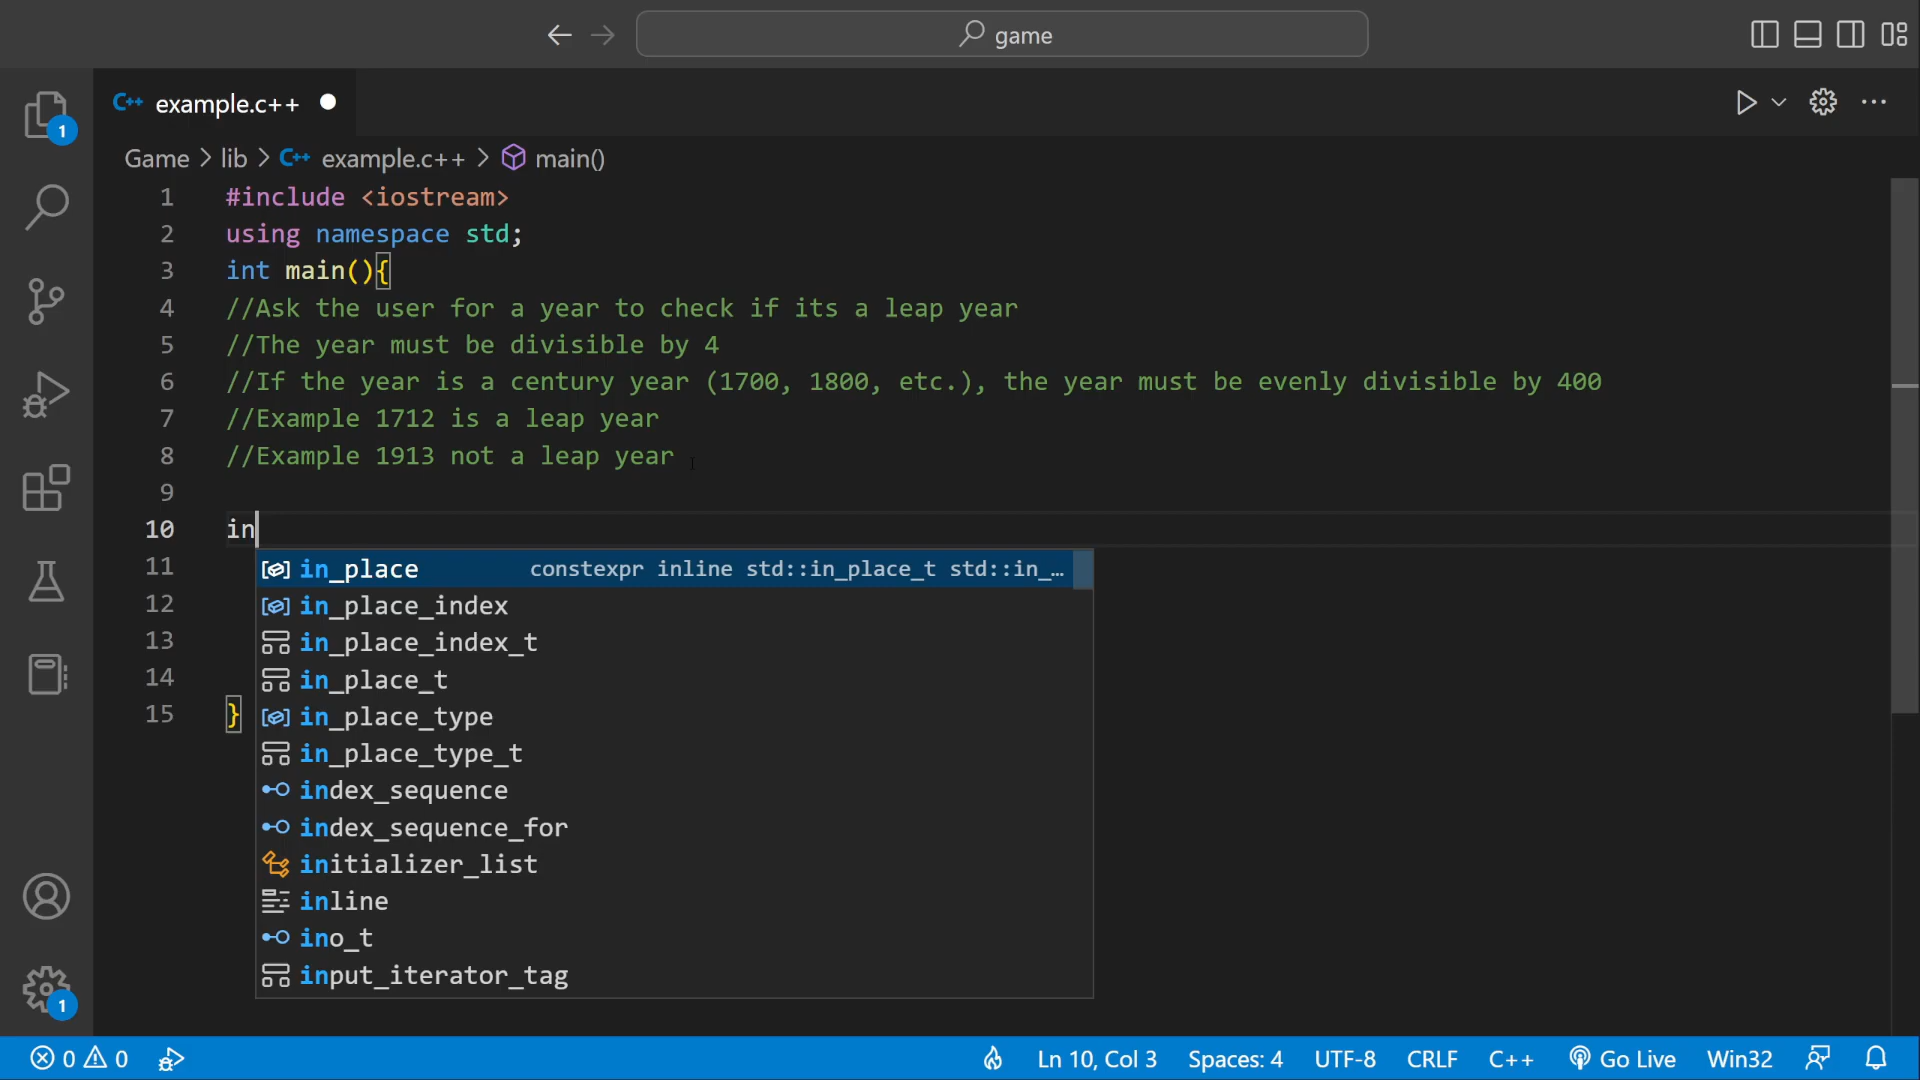 game
example.c++
Game > lib > example.c++ > main()
1 #include <iostream>
2 using namespace std;
3 int main(){
4 //Ask the user for a year to check if its a leap year
5 //The year must be divisible by 4
6 //If the year is a century year (1700, 1800, etc.), the year must be evenly divisible by 400
7 //Example 1712 is a leap year
8 //Example 1913 not a leap year
9
10 in
11 in_place constexpr inline std::in_place_t std::in_…
12 in_place_index
13 in_place_index_t
14 in_place_t
15 } in_place_type
in_place_type_t
index_sequence
index_sequence_for
initializer_list
inline
ino_t
input_iterator_tag
1
1
C++
C++
0 0 Ln 10, Col 3 Spaces: 4 UTF-8 CRLF C++ Go Live Win32